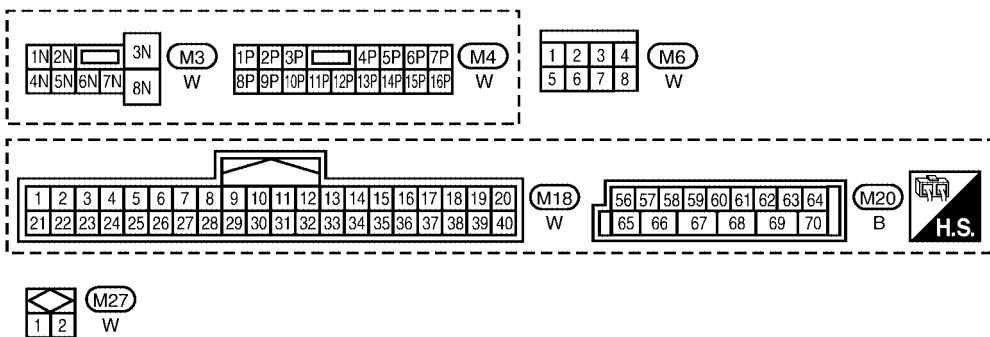 1N 2N 3N M3
4N 5N 6N 7N 8N W
1P 2P 3P 4P 5P 6P 7P M4
8P 9P 10P 11P 12P 13P 14P 15P 16P W
1 2 3 4 M6
5 6 7 8 W
1 2 3 4 5 6 7 8 9 10 11 12 13 14 15 16 17 18 19 20 M18
21 22 23 24 25 26 27 28 29 30 31 32 33 34 35 36 37 38 39 40 W
56 57 58 59 60 61 62 63 64 M20
65 66 67 68 69 70 B
H.S.
M27
1 2 W